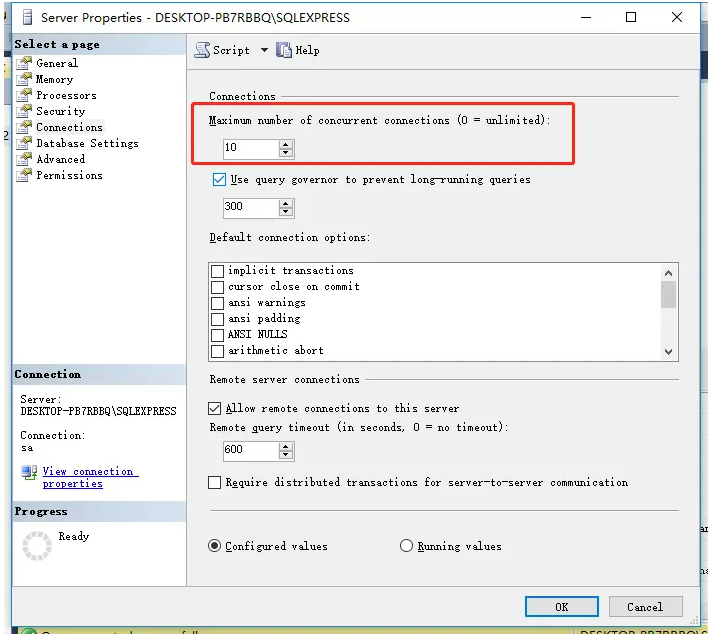 Server Properties - DESKTOP-PB7RBBQ\SQLEXPRESS
Select a page
General
Memory
Processors
Security
Connections
Database Settings
Advanced
Permissions
Script
Help
Connections
Maximum number of concurrent connections (0 = unlimited):
10
Use query governor to prevent long-running queries
300
Default connection options:
implicit transactions
cursor close on commit
ansi warnings
ansi padding
ANSI NULLS
arithmetic abort
Remote server connections
Allow remote connections to this server
Remote query timeout (in seconds, 0 = no timeout):
600
Require distributed transactions for server-to-server communication
Configured values
Running values
Connection
Server:
DESKTOP-PB7RBBQ\SQLEXPRESS
Connection:
sa
View connection
properties
Progress
Ready
OK
Cancel